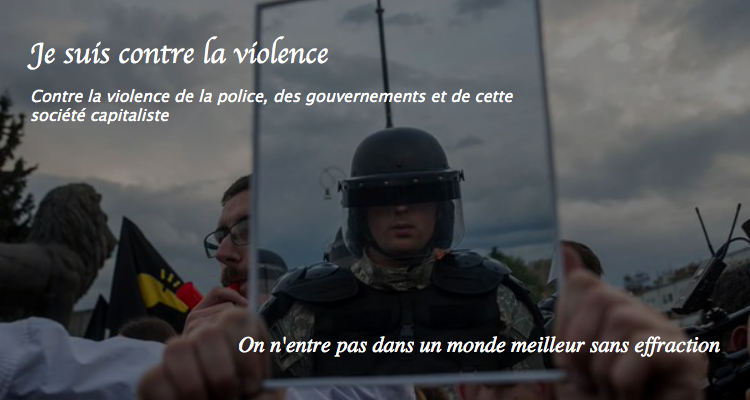 Je suis contre la violence
Contre la violence de la police, des gouvernements et de cette
société capitaliste
On n'entre pas dans un monde meilleur sans effraction